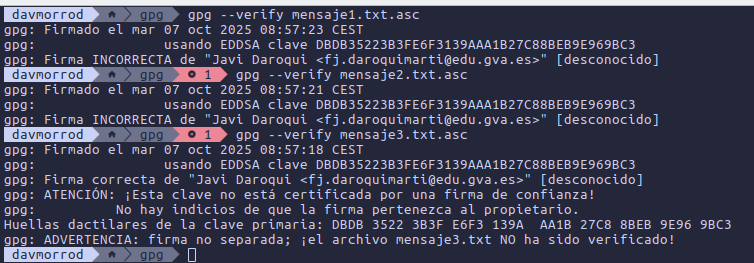 davmorrod gpg gpg --verify mensaje1.txt.asc
gpg: Firmado el mar 07 oct 2025 08:57:23 CEST
gpg: usando EDDSA clave DBDB35223B3FE6F3139AAA1B27C88BEB9E969BC3
gpg: Firma INCORRECTA de "Javi Daroqui <fj.daroquimarti@edu.gva.es>" [desconocido]
davmorrod gpg 1 gpg --verify mensaje2.txt.asc
gpg: Firmado el mar 07 oct 2025 08:57:21 CEST
gpg: usando EDDSA clave DBDB35223B3FE6F3139AAA1B27C88BEB9E969BC3
gpg: Firma INCORRECTA de "Javi Daroqui <fj.daroquimarti@edu.gva.es>" [desconocido]
davmorrod gpg 1 gpg --verify mensaje3.txt.asc
gpg: Firmado el mar 07 oct 2025 08:57:18 CEST
gpg: usando EDDSA clave DBDB35223B3FE6F3139AAA1B27C88BEB9E969BC3
gpg: Firma correcta de "Javi Daroqui <fj.daroquimarti@edu.gva.es>" [desconocido]
gpg: ATENCIÓN: ¡Esta clave no está certificada por una firma de confianza!
gpg: No hay indicios de que la firma pertenezca al propietario.
Huellas dactilares de la clave primaria: DBDB 3522 3B3F E6F3 139A  AA1B 27C8 8BEB 9E96 9BC3
gpg: ADVERTENCIA: firma no separada; ¡el archivo mensaje3.txt NO ha sido verificado!
davmorrod gpg